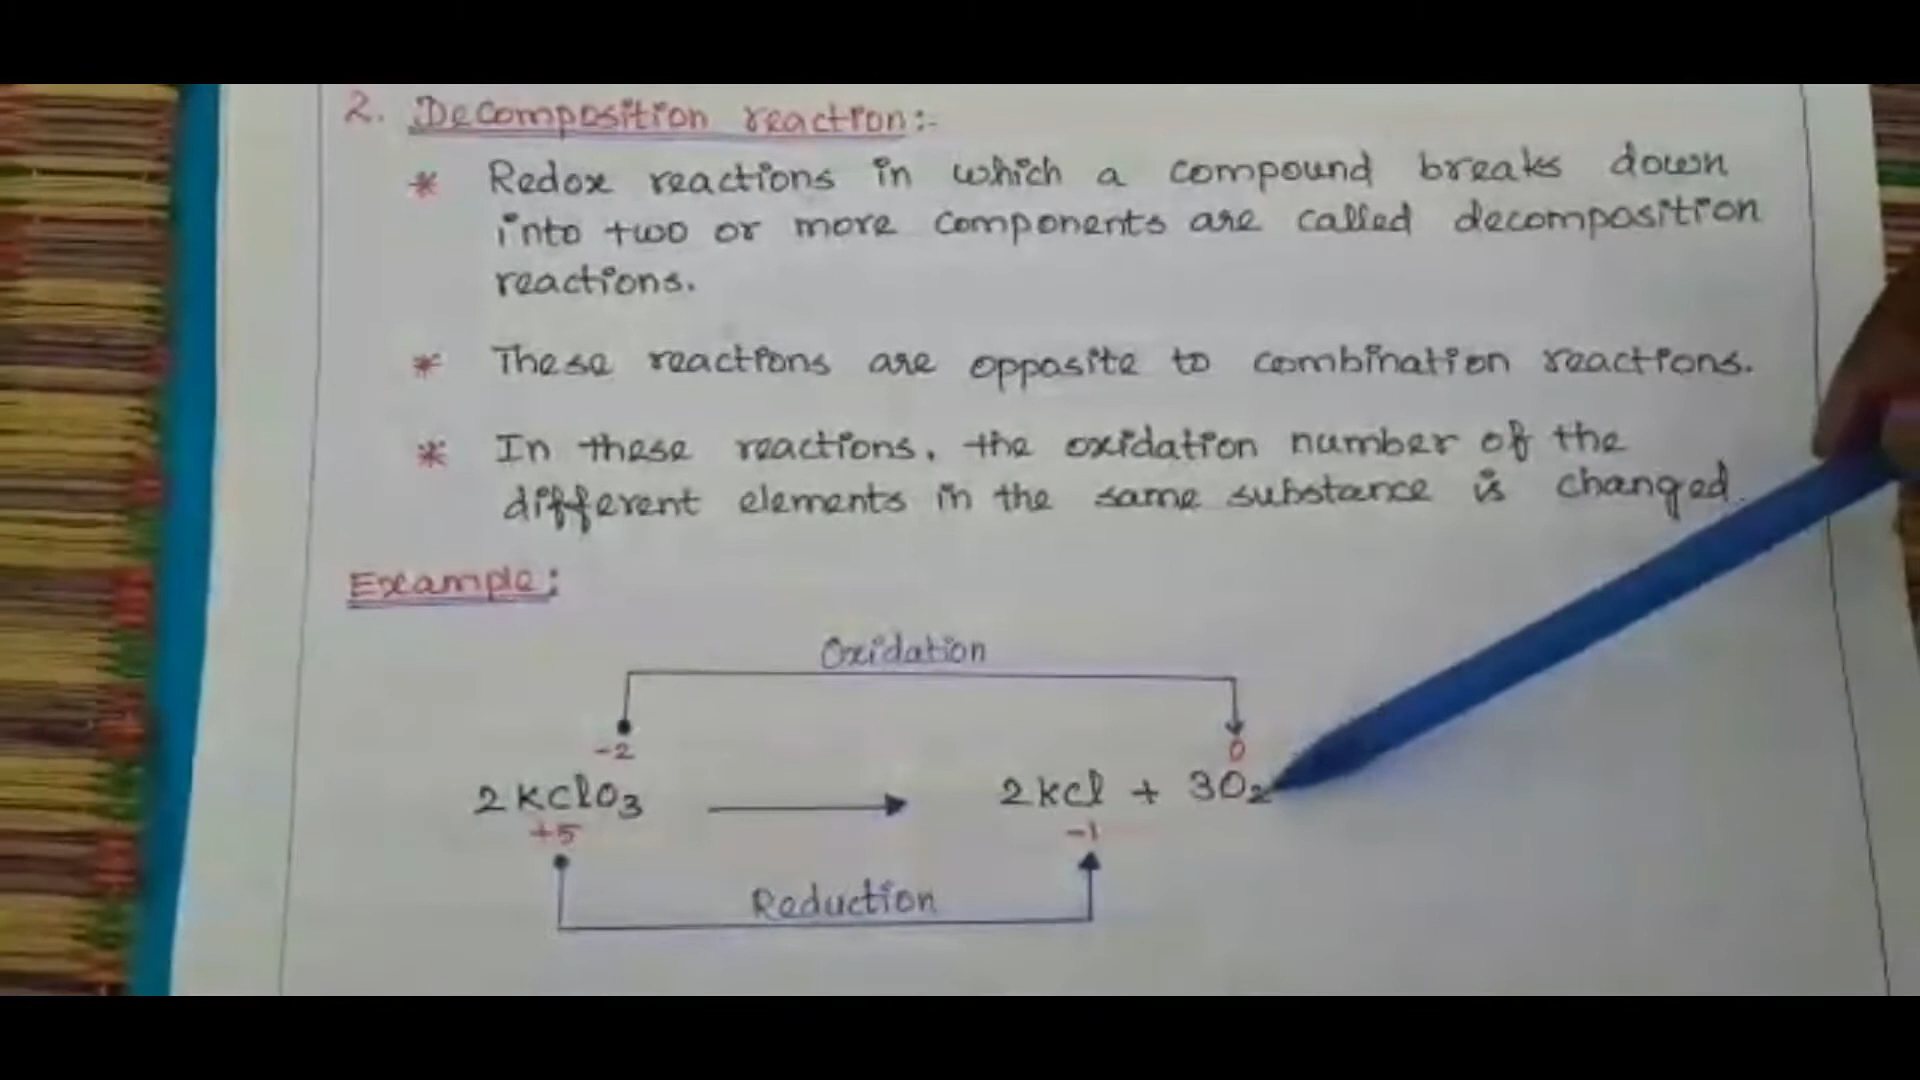 2. Decomposition reaction:-
* Redox reactions in which a compound breaks down
into two or more components are called decomposition
reactions.
* These reactions are opposite to combination reactions.
* In these reactions, the oxidation number of the
different elements in the same substance is changed.
Example:
Oxidation
-2 0
2KClO3 → 2KCl + 3O2
+5 -1
Reduction